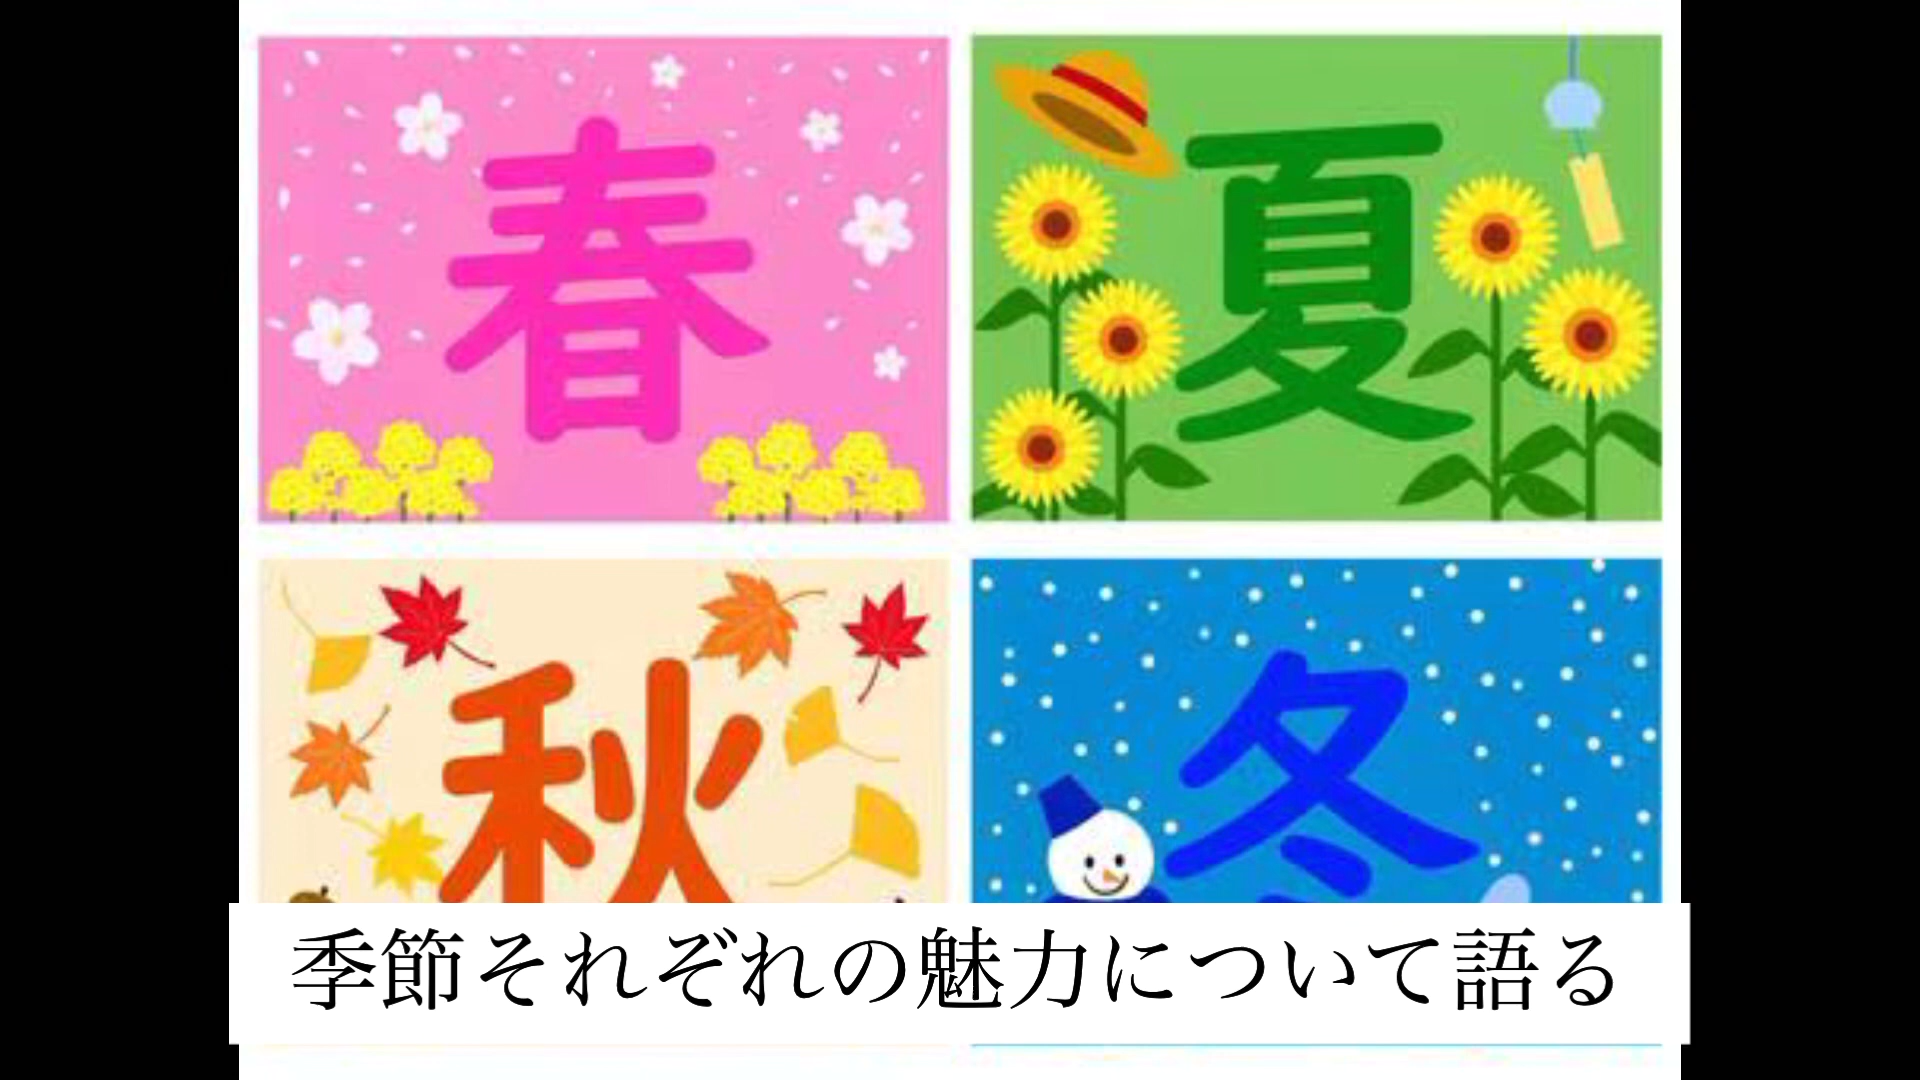 春
夏
秋
冬
季節それぞれの魅力について語る